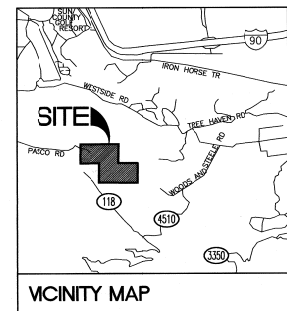 SUN
COUNTY
GOLF
RESORT
90
IRON HORSE TR
WESTSIDE RD
SITE
TREE HAVEN RD
PASCO RD
WOODS AND STEELE RD
118
4510
3350
VICINITY MAP